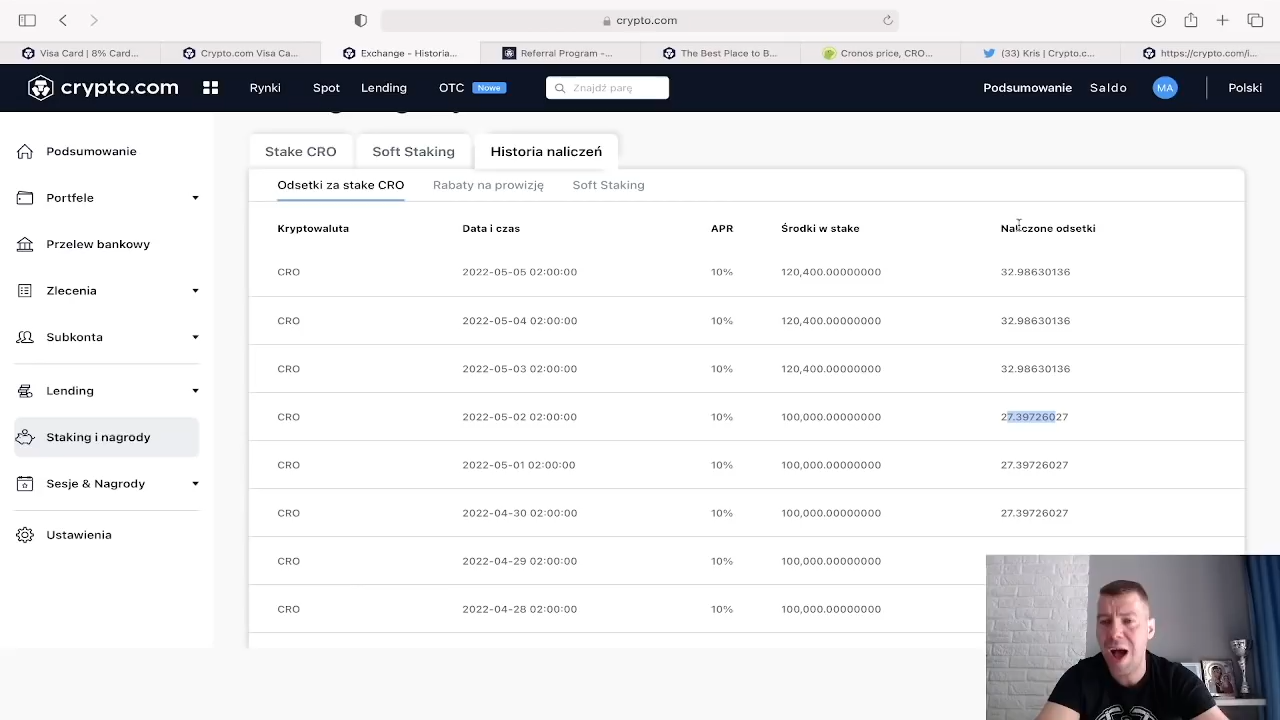 crypto.com
Visa Card | 8% Card...
Crypto.com Visa Ca...
Exchange - Historia...
Referral Program -...
The Best Place to B...
Cronos price, CRO...
(33) Kris | Crypto.c...
https://crypto.com/i...
crypto.com
Rynki
Spot
Lending
OTC
Nowe
Znajdź parę
Podsumowanie
Saldo
MA
Polski
Podsumowanie
Portfele
Przelew bankowy
Zlecenia
Subkonta
Lending
Staking i nagrody
Sesje & Nagrody
Ustawienia
Stake CRO
Soft Staking
Historia naliczeń
Odsetki za stake CRO
Rabaty na prowizję
Soft Staking
Kryptowaluta Data i czas APR Środki w stake Naliczone odsetki
CRO 2022-05-05 02:00:00 10% 120,400.00000000 32.98630136
CRO 2022-05-04 02:00:00 10% 120,400.00000000 32.98630136
CRO 2022-05-03 02:00:00 10% 120,400.00000000 32.98630136
CRO 2022-05-02 02:00:00 10% 100,000.00000000 27.39726027
CRO 2022-05-01 02:00:00 10% 100,000.00000000 27.39726027
CRO 2022-04-30 02:00:00 10% 100,000.00000000 27.39726027
CRO 2022-04-29 02:00:00 10% 100,000.00000000
CRO 2022-04-28 02:00:00 10% 100,000.00000000